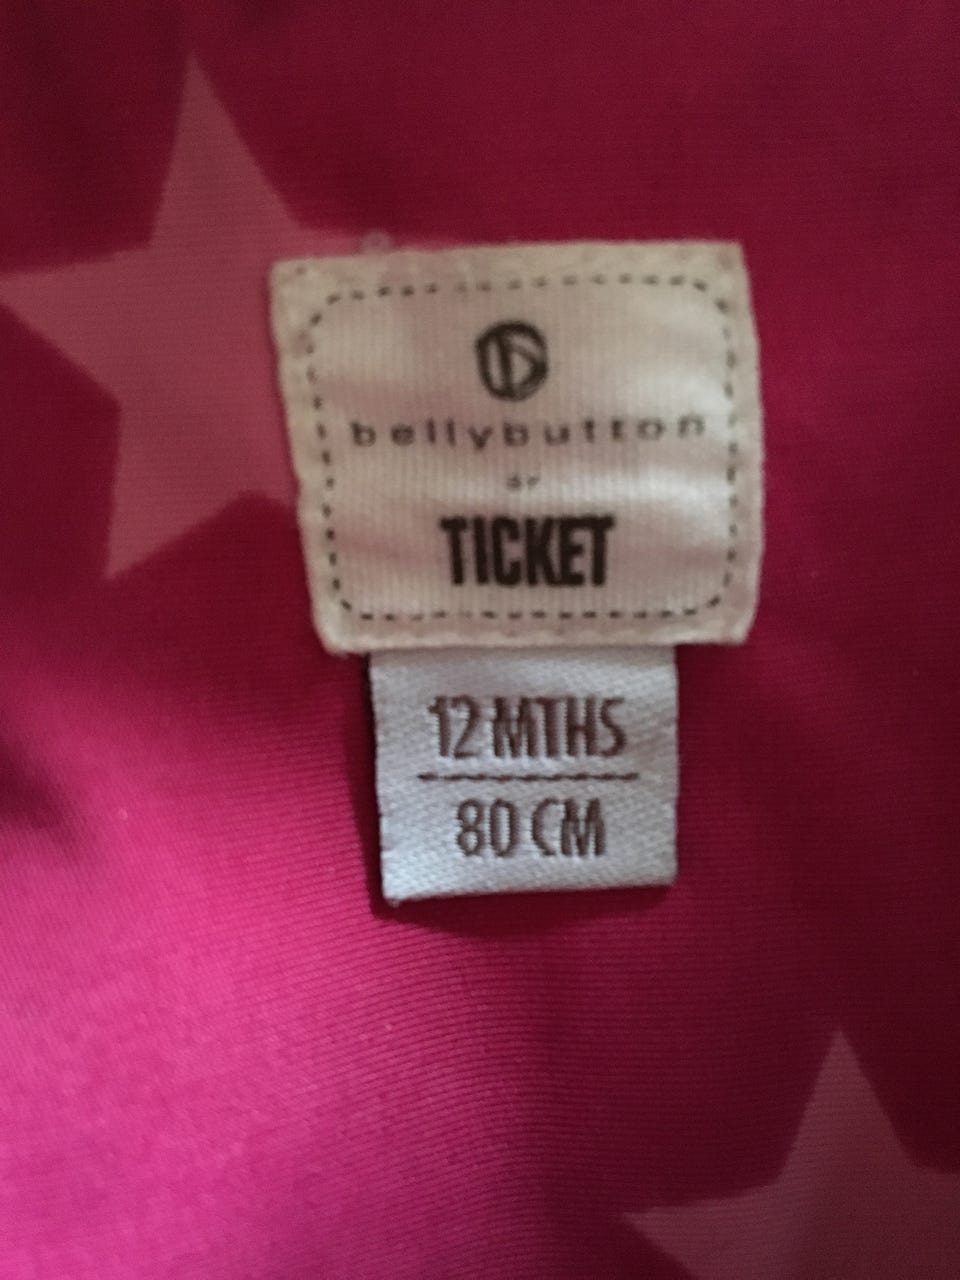 bellybutton
TICKET
12 MTHS
80 CM